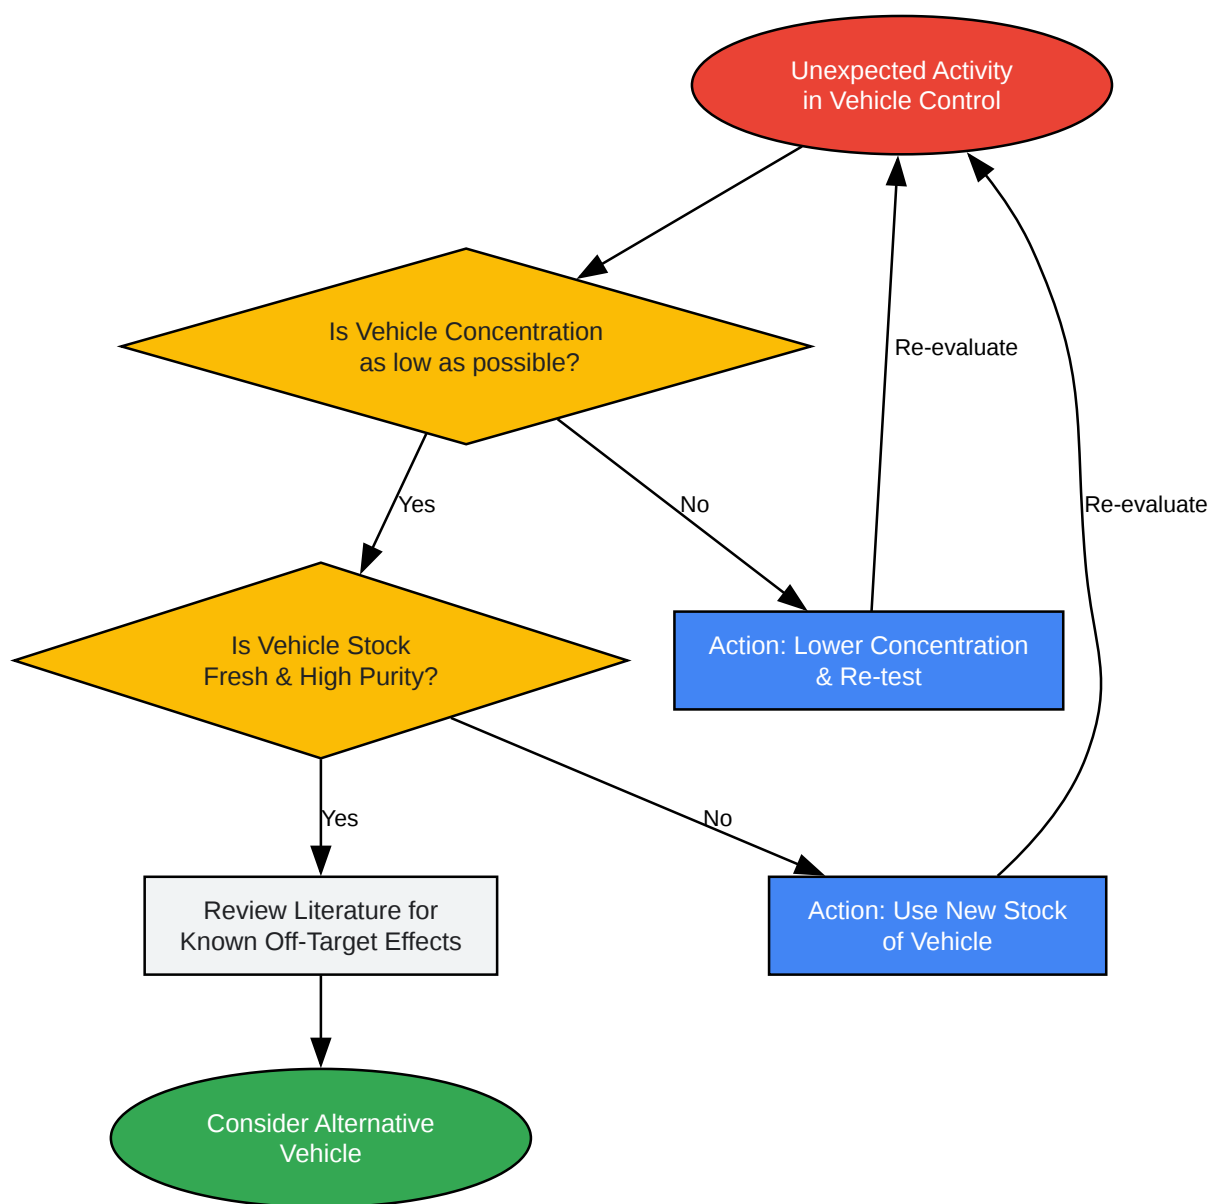 Unexpected Activity
in Vehicle Control
Is Vehicle Concentration
as low as possible?
Re-evaluate
Yes
No
Re-evaluate
Is Vehicle Stock
Fresh & High Purity?
Action: Lower Concentration
& Re-test
Yes
No
Review Literature for
Known Off-Target Effects
Action: Use New Stock
of Vehicle
Consider Alternative
Vehicle